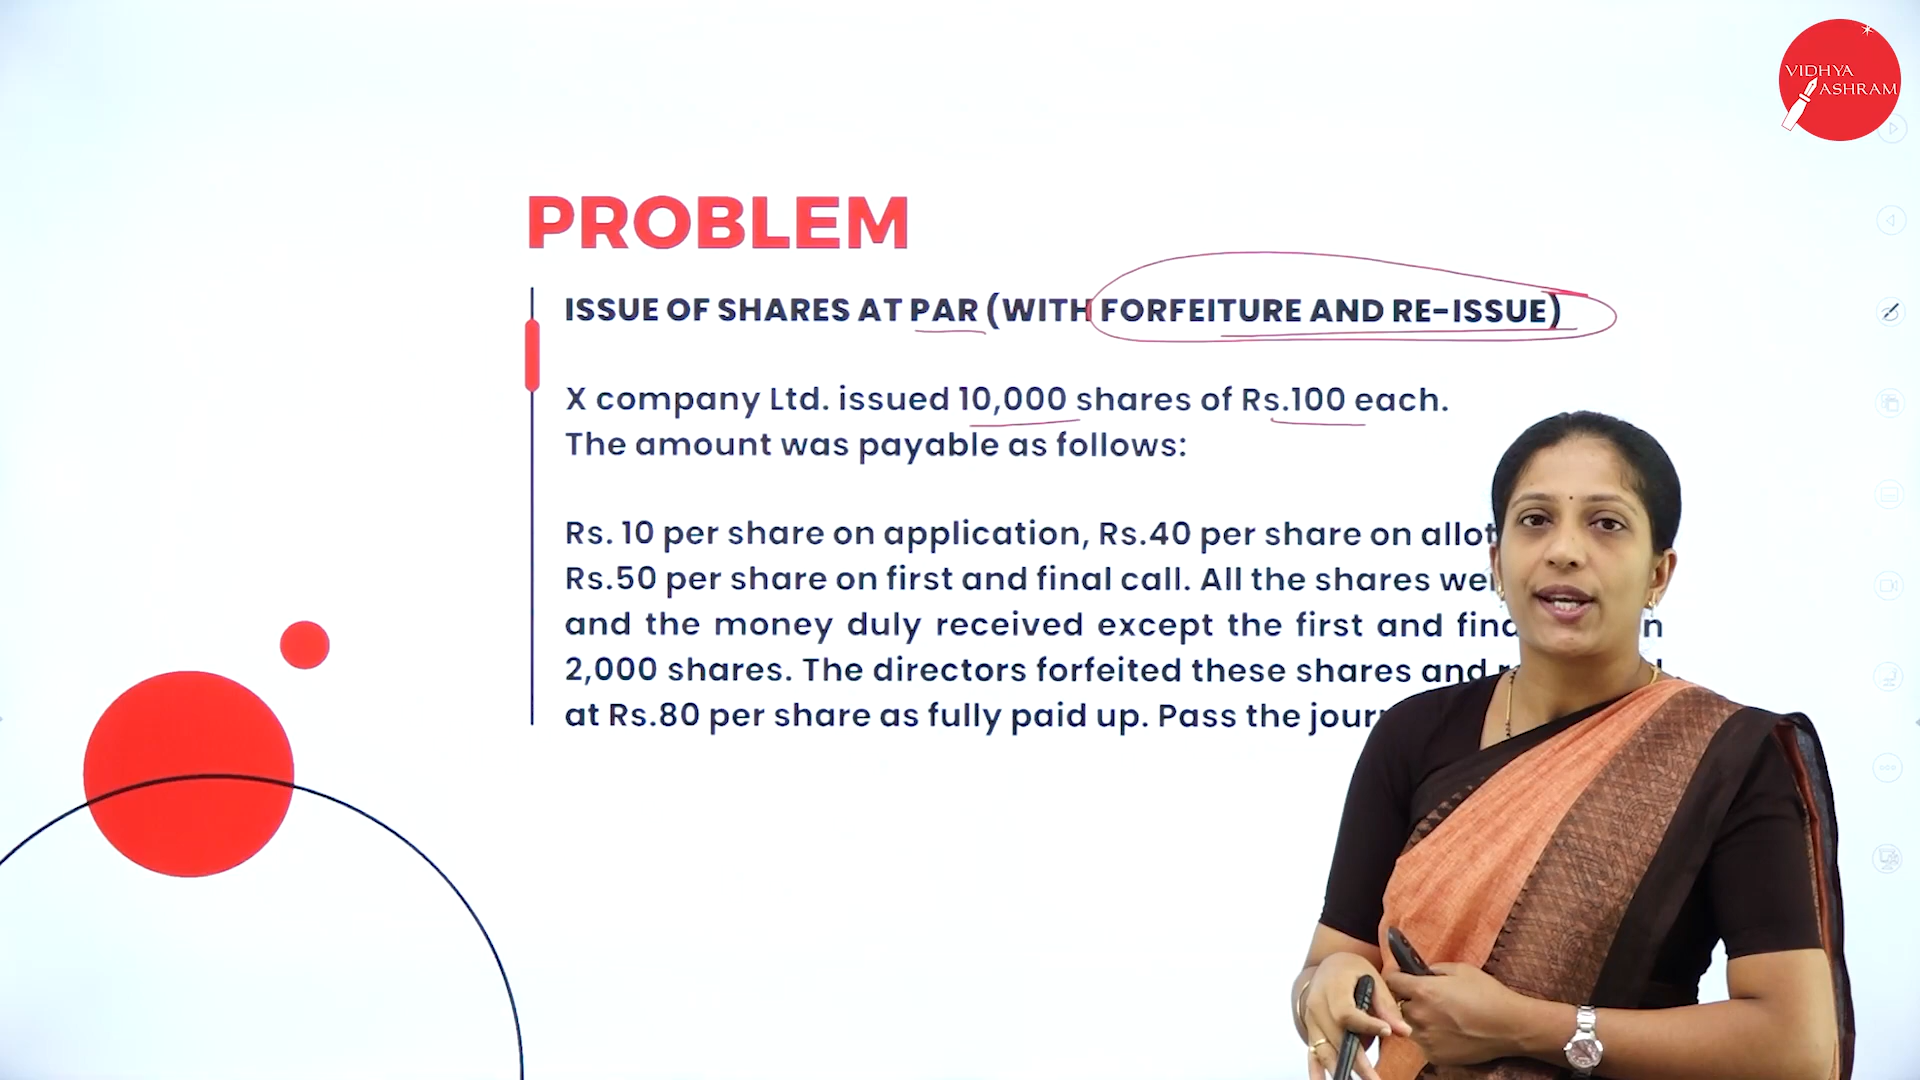 VIDHYA
ASHRAM
PROBLEM
ISSUE OF SHARES AT PAR (WITH FORFEITURE AND RE-ISSUE)
X company Ltd. issued 10,000 shares of Rs.100 each.
The amount was payable as follows:
Rs. 10 per share on application, Rs.40 per share on
Rs.50 per share on first and final call. All the shares
and the money duly received except the first and
2,000 shares. The directors forfeited these shares and
at Rs.80 per share as fully paid up. Pass the